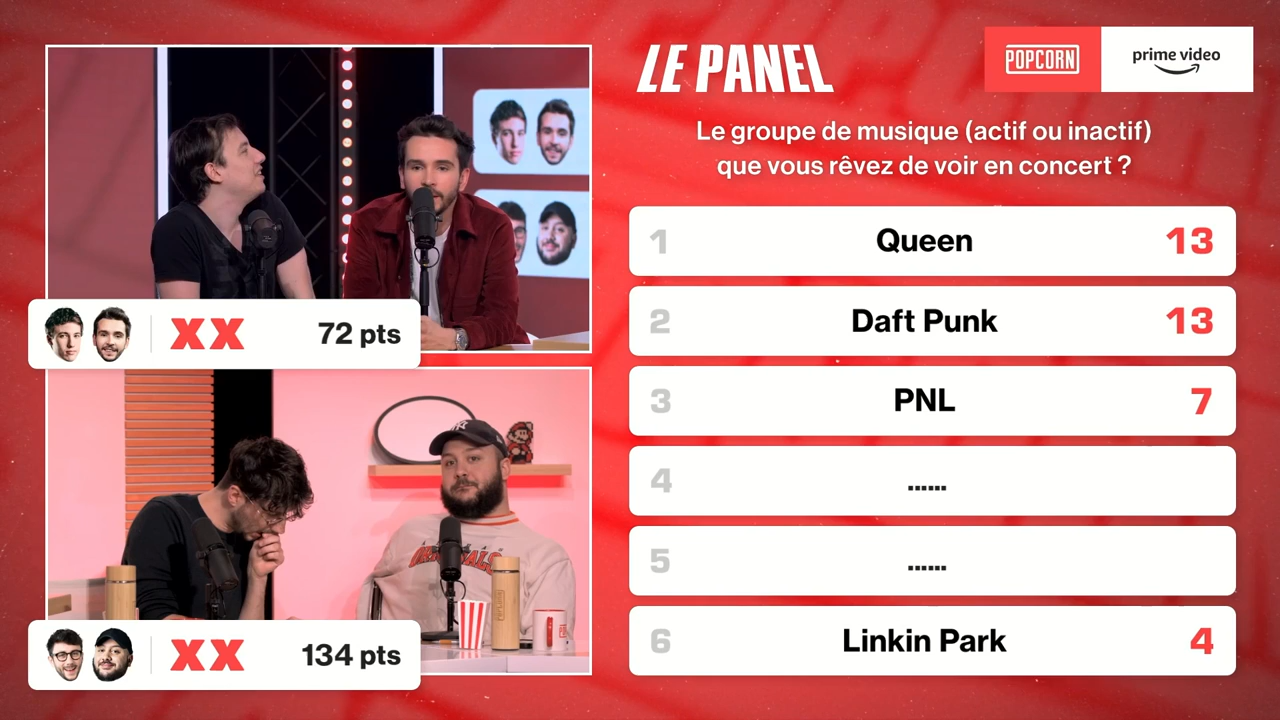 LE PANEL
POPCORN
prime video
Le groupe de musique (actif ou inactif)
que vous rêvez de voir en concert ?
1 Queen 13
2 Daft Punk 13
3 PNL 7
4 ......
5 ......
6 Linkin Park 4
XX 72 pts
XX 134 pts